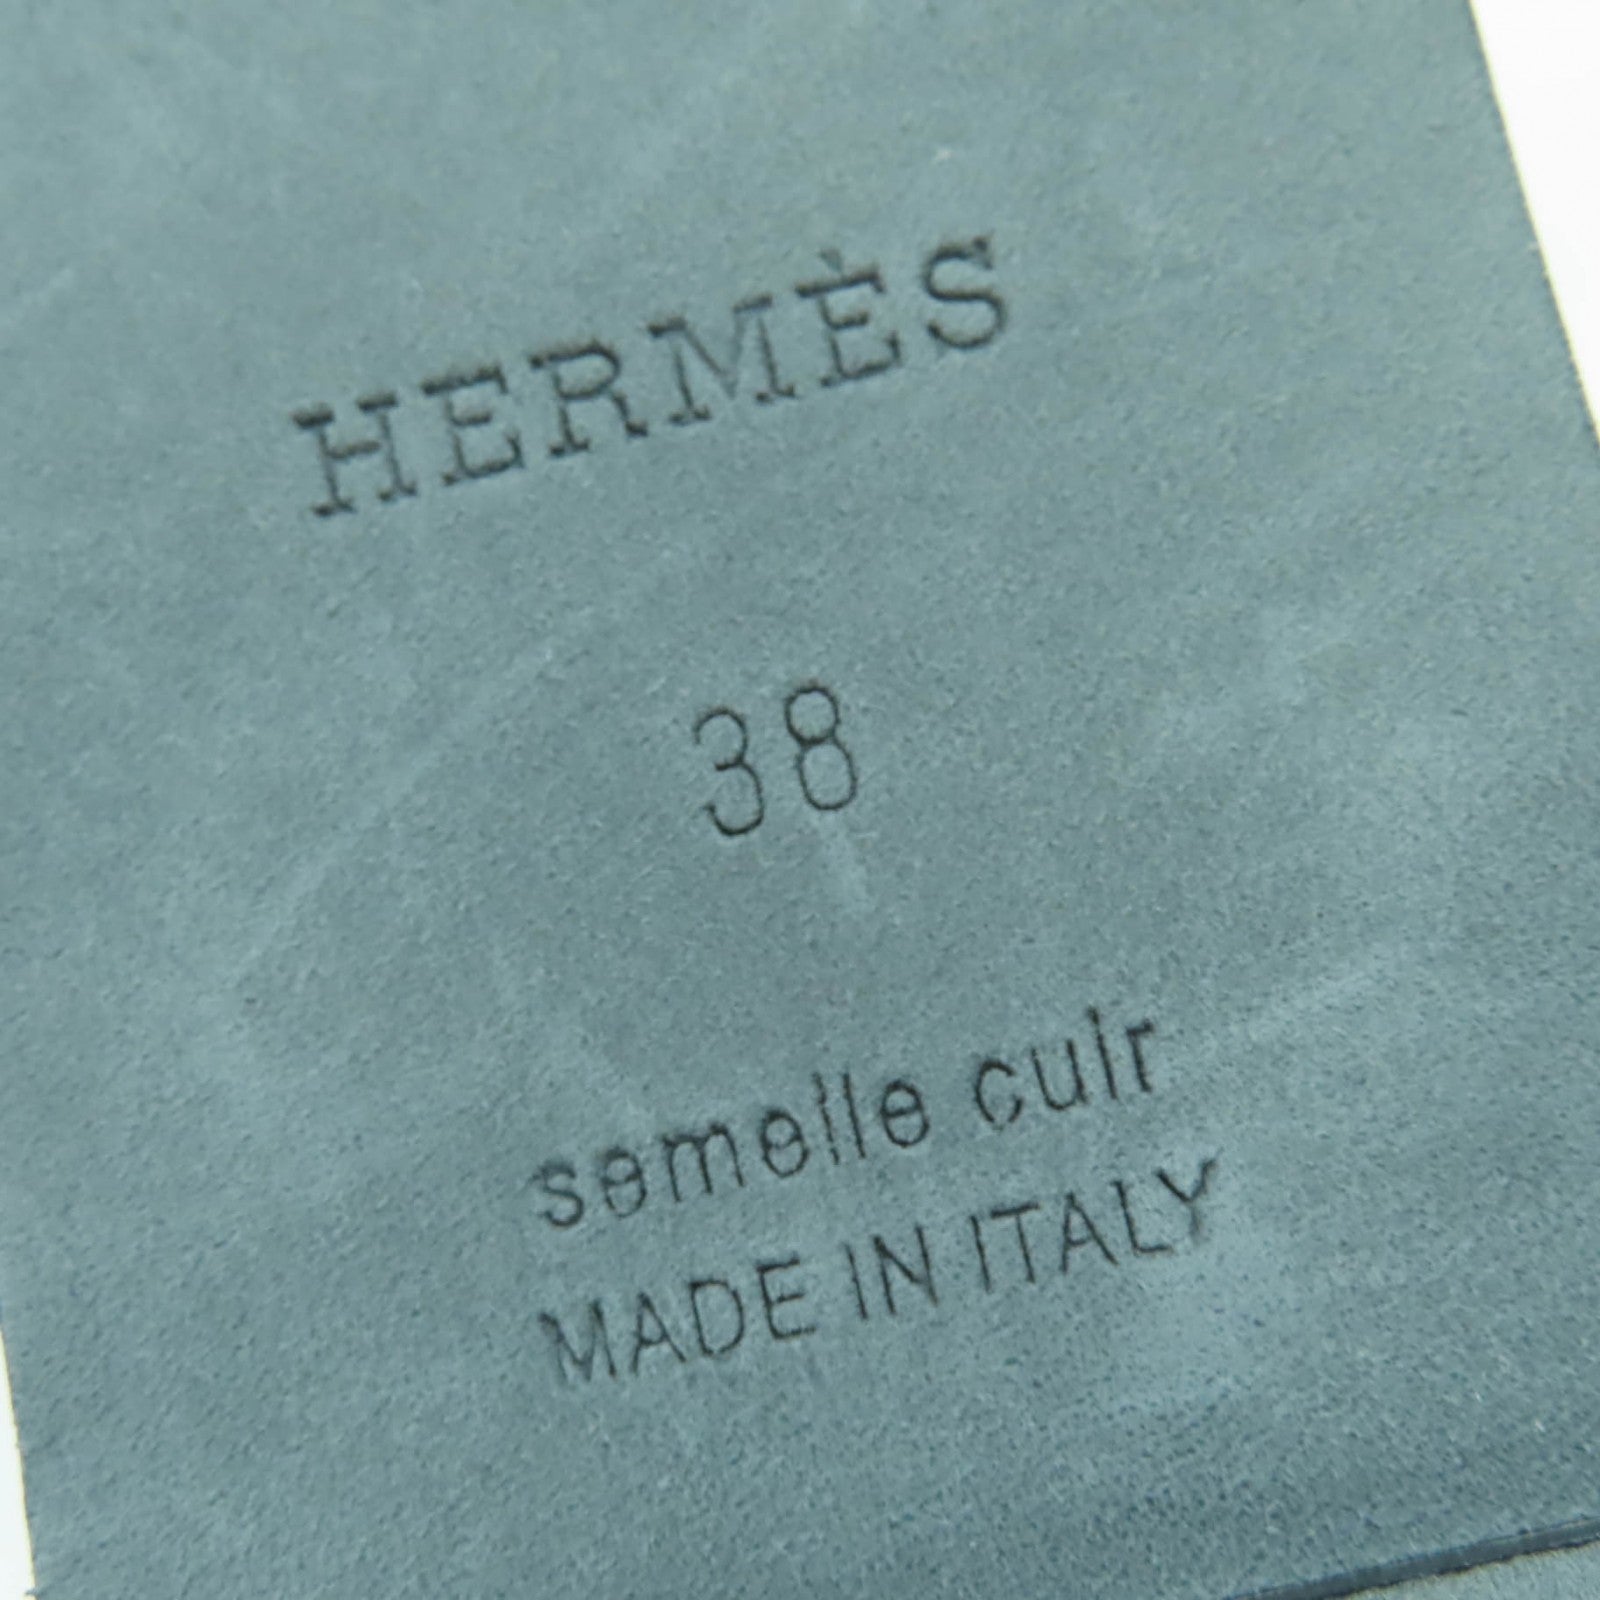 HERMÈS
38
semelle cuir
MADE IN ITALY